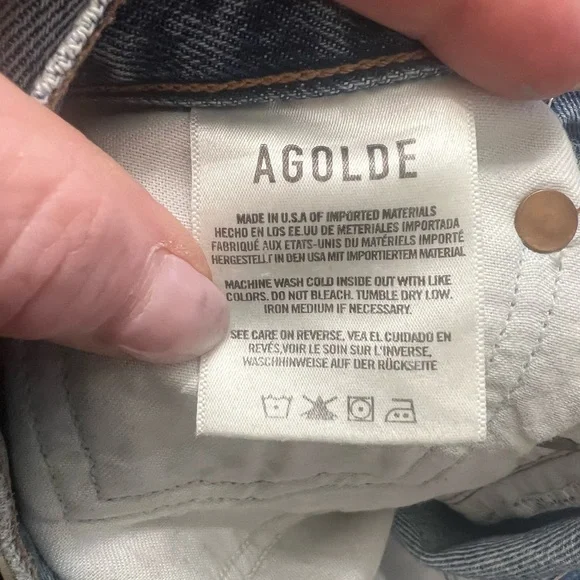 AGOLDE
MADE IN U.S.A OF IMPORTED MATERIALS
HECHO EN LOS EE.UU DE METERIALES IMPORTADA
FABRIQUÉ AUX ETATS-UNIS DU MATÉRIELS IMPORTÉ
HERGESTELLT IN DEN USA MIT IMPORTIERTEM MATERIAL
MACHINE WASH COLD INSIDE OUT WITH LIKE
COLORS. DO NOT BLEACH. TUMBLE DRY LOW.
IRON MEDIUM IF NECESSARY.
SEE CARE ON REVERSE, VEA EL CUIDADO EN
REVÉS,VOIR LE SOIN SUR L'INVERSE,
WASCHHINWEISE AUF DER RÜCKSEITE